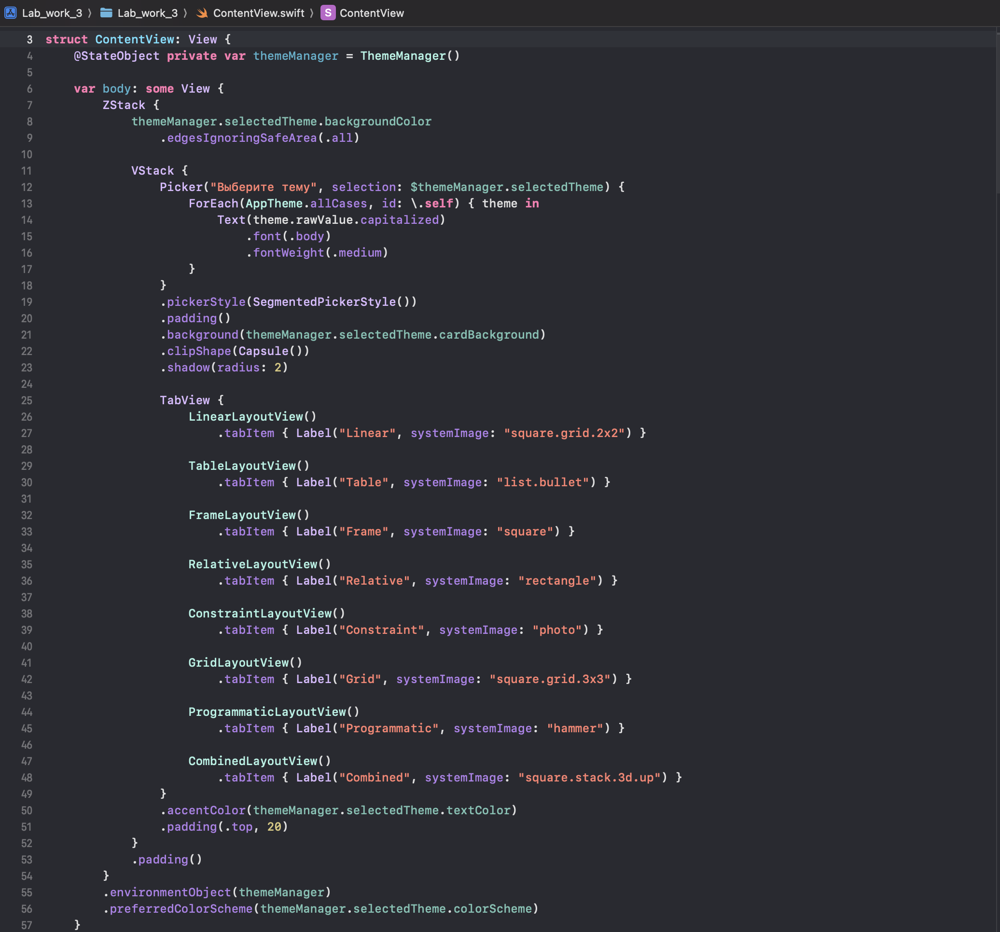 Lab_work_3 〉 Lab_work_3 〉 ContentView.swift 〉 S ContentView
3 struct ContentView: View {
4     @StateObject private var themeManager = ThemeManager()
5
6     var body: some View {
7         ZStack {
8             themeManager.selectedTheme.backgroundColor
9                 .edgesIgnoringSafeArea(.all)
10
11             VStack {
12                 Picker("Выберите тему", selection: $themeManager.selectedTheme) {
13                     ForEach(AppTheme.allCases, id: \.self) { theme in
14                         Text(theme.rawValue.capitalized)
15                             .font(.body)
16                             .fontWeight(.medium)
17                     }
18                 }
19                 .pickerStyle(SegmentedPickerStyle())
20                 .padding()
21                 .background(themeManager.selectedTheme.cardBackground)
22                 .clipShape(Capsule())
23                 .shadow(radius: 2)
24
25                 TabView {
26                     LinearLayoutView()
27                         .tabItem { Label("Linear", systemImage: "square.grid.2x2") }
28
29                     TableLayoutView()
30                         .tabItem { Label("Table", systemImage: "list.bullet") }
31
32                     FrameLayoutView()
33                         .tabItem { Label("Frame", systemImage: "square") }
34
35                     RelativeLayoutView()
36                         .tabItem { Label("Relative", systemImage: "rectangle") }
37
38                     ConstraintLayoutView()
39                         .tabItem { Label("Constraint", systemImage: "photo") }
40
41                     GridLayoutView()
42                         .tabItem { Label("Grid", systemImage: "square.grid.3x3") }
43
44                     ProgrammaticLayoutView()
45                         .tabItem { Label("Programmatic", systemImage: "hammer") }
46
47                     CombinedLayoutView()
48                         .tabItem { Label("Combined", systemImage: "square.stack.3d.up") }
49                 }
50                 .accentColor(themeManager.selectedTheme.textColor)
51                 .padding(.top, 20)
52             }
53             .padding()
54         }
55         .environmentObject(themeManager)
56         .preferredColorScheme(themeManager.selectedTheme.colorScheme)
57     }